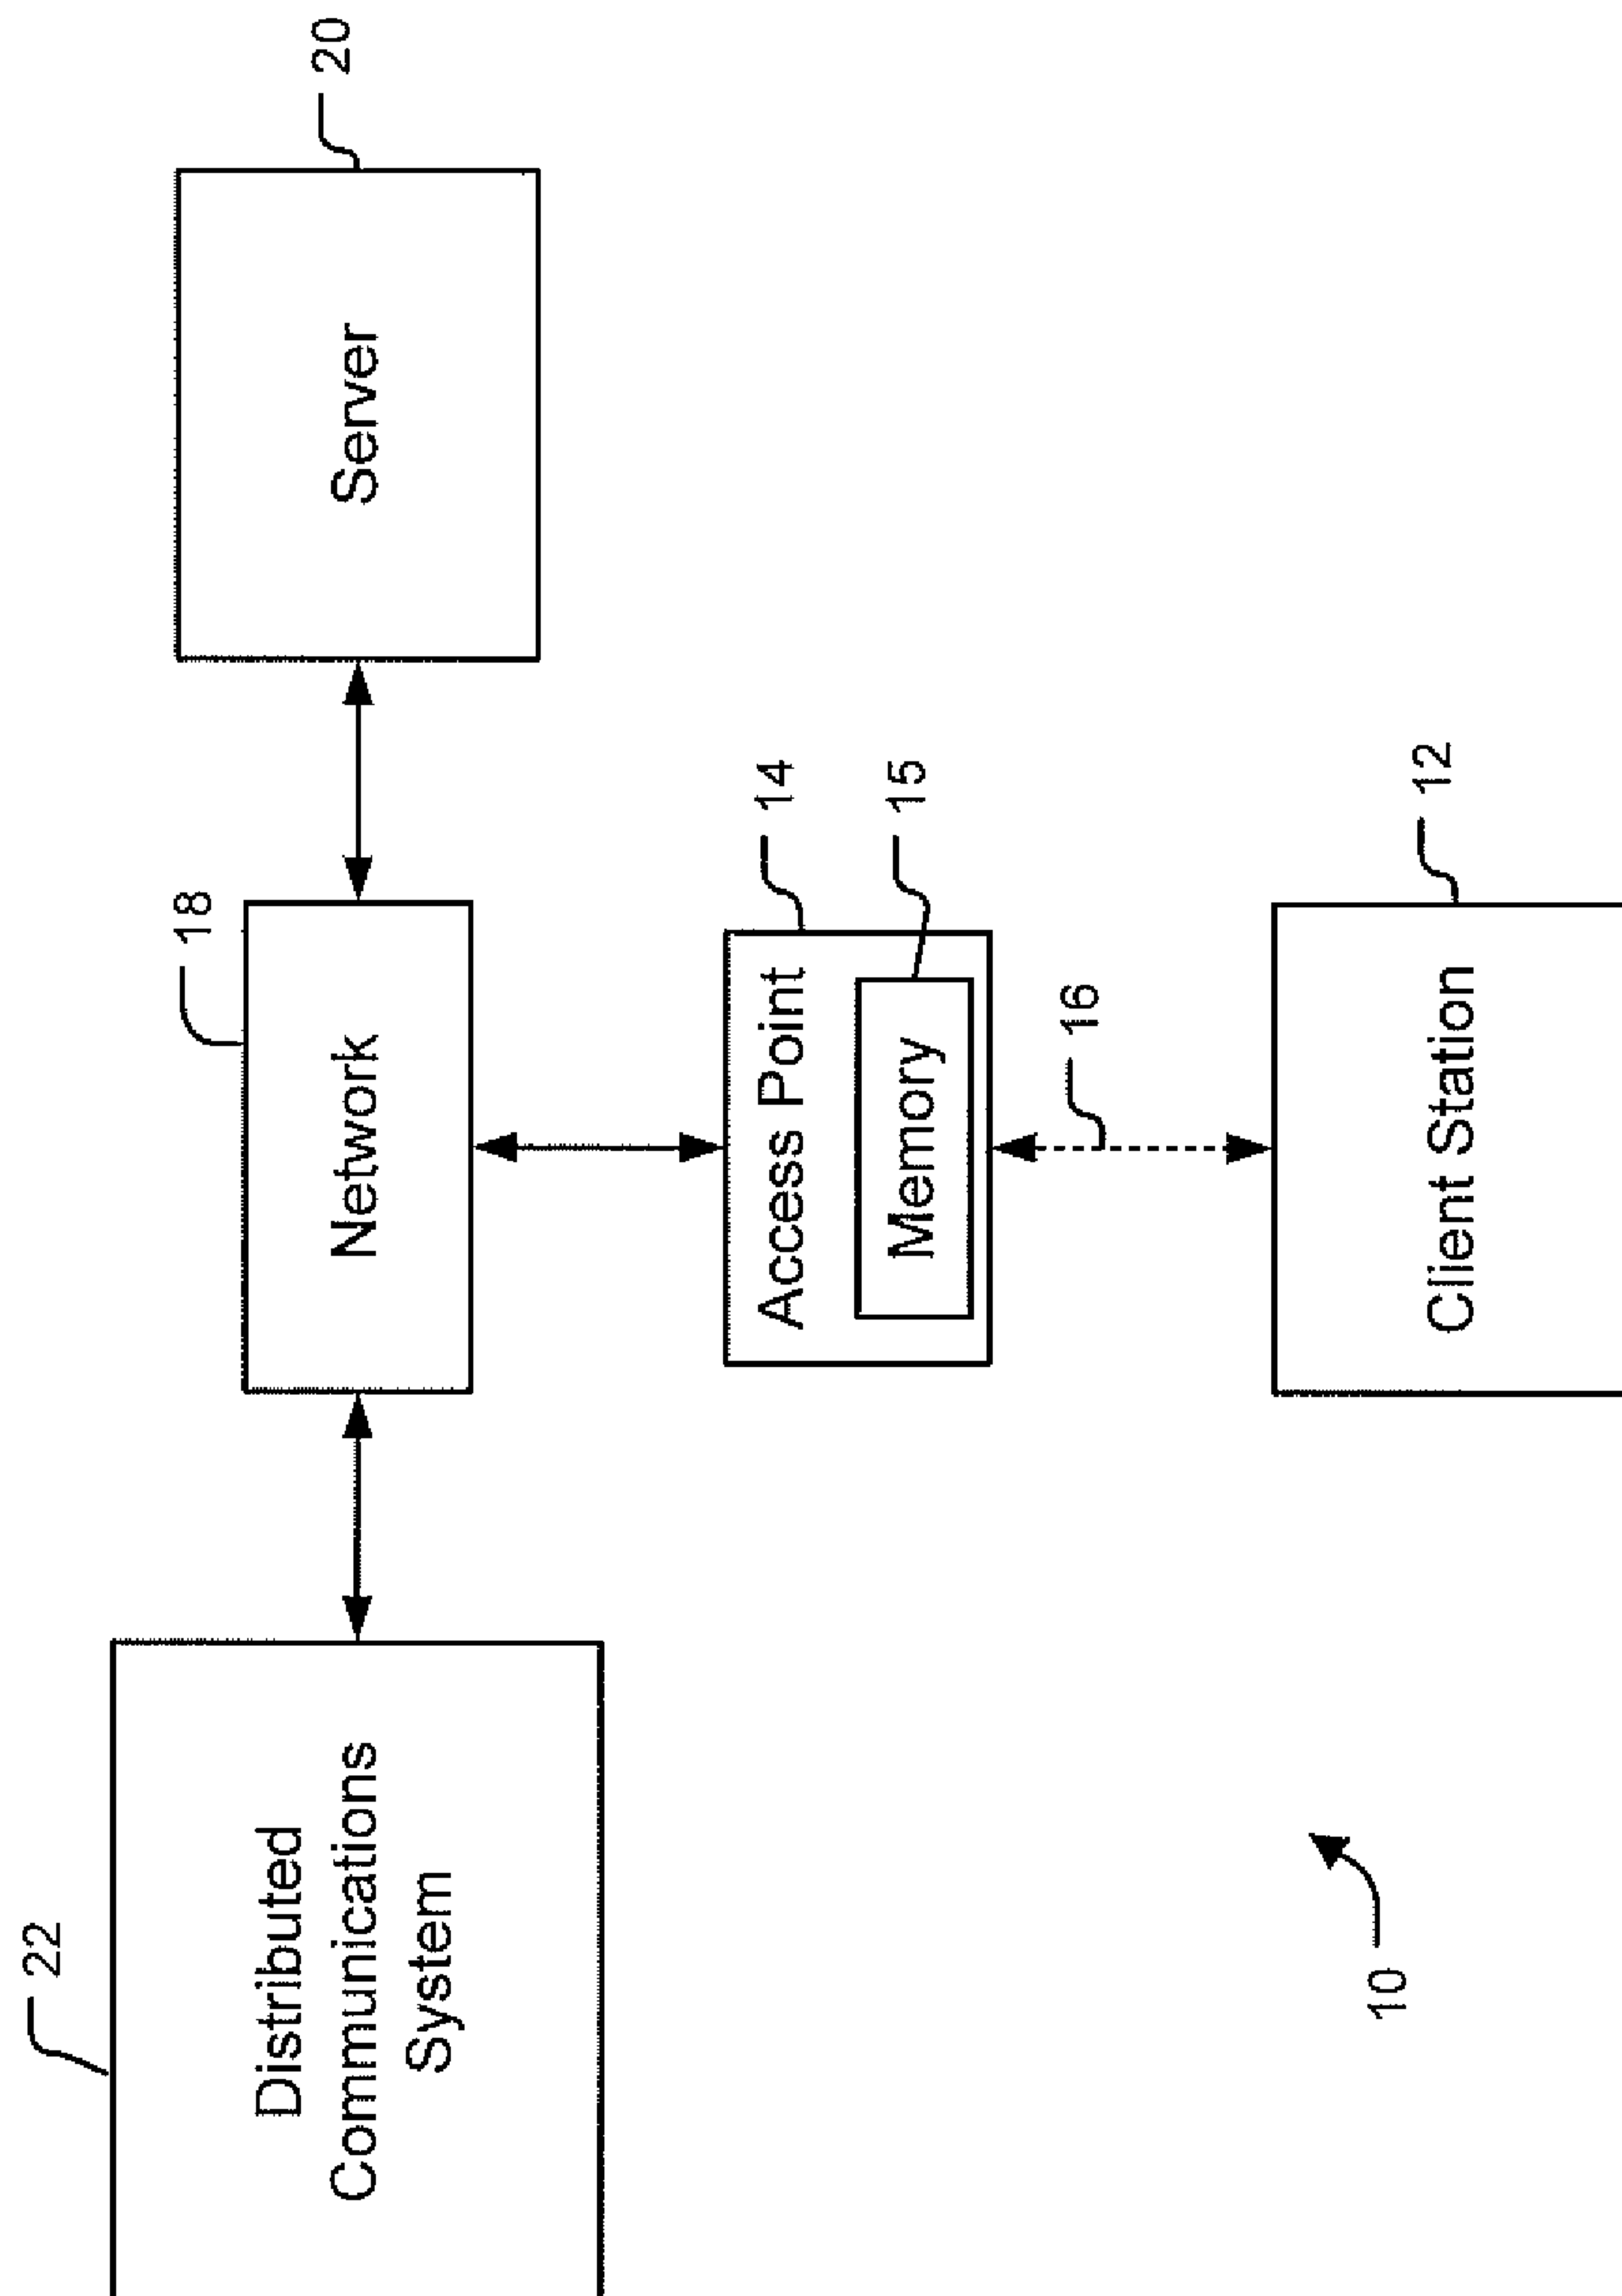 22
Distributed
Communications
System
18
Network
20
Server
14
Access Point
15
Memory
16
12
Client Station
10